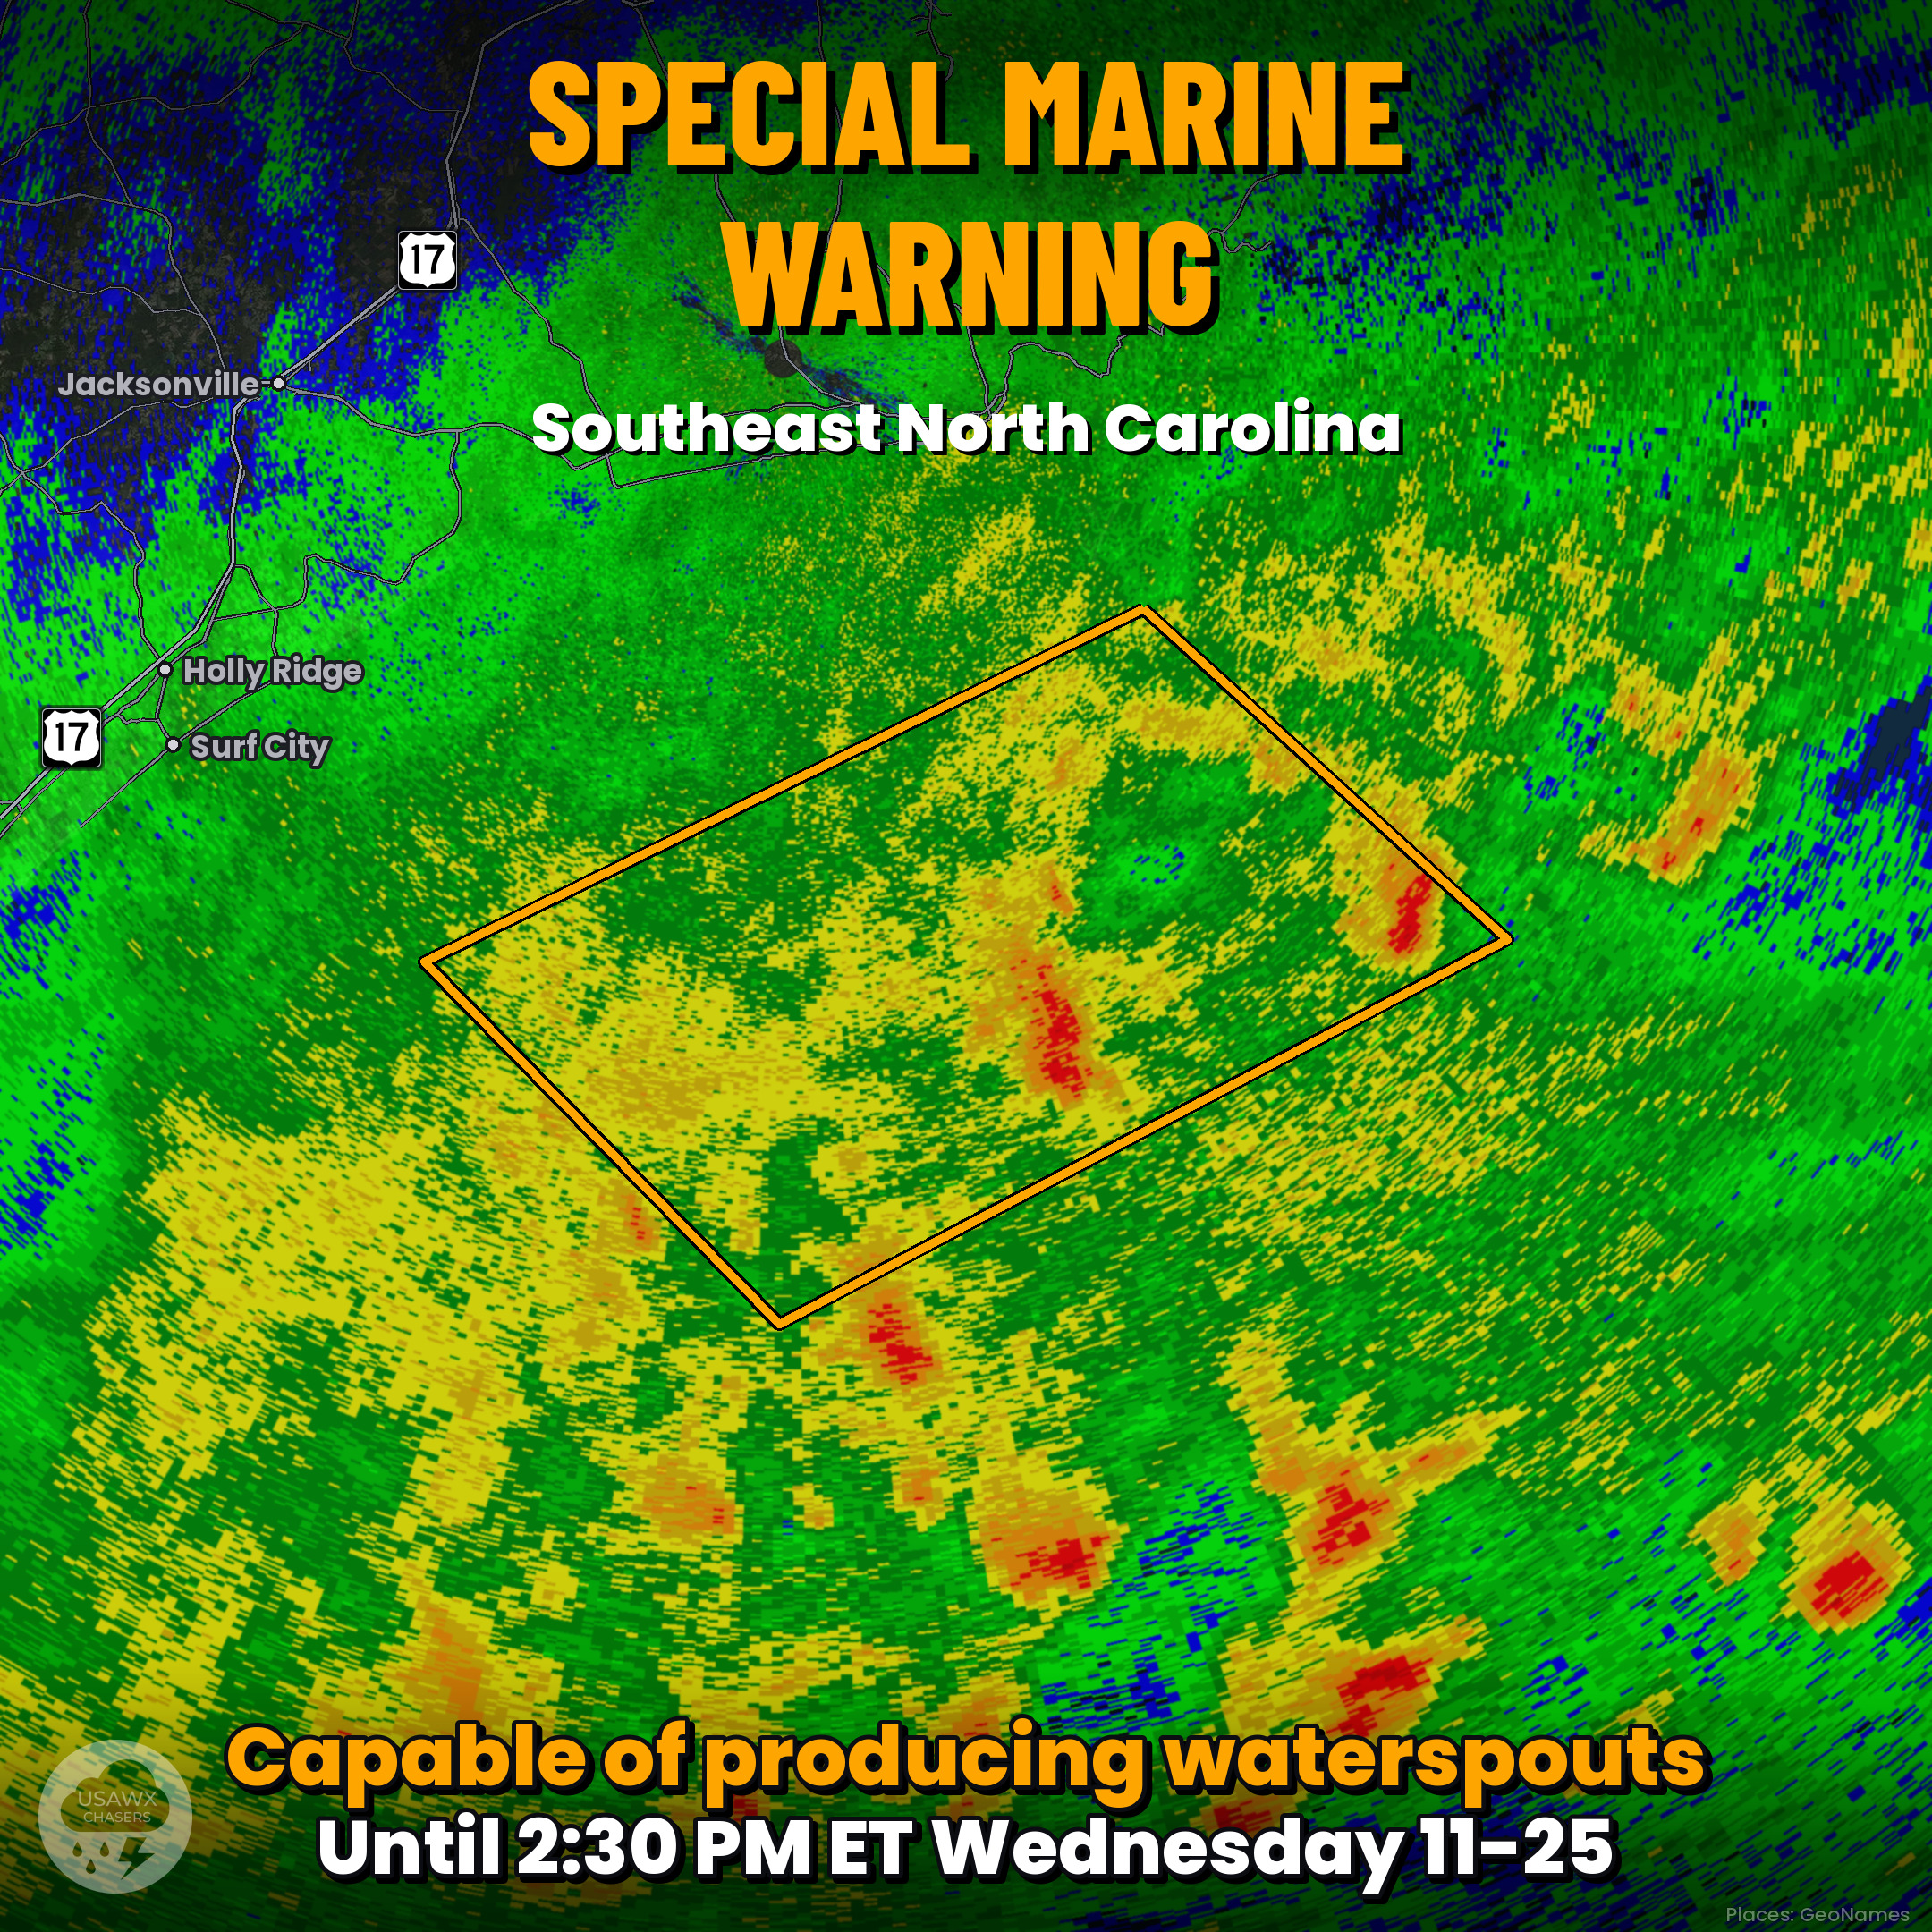 SPECIAL MARINE
WARNING
17
Jacksonville
Southeast North Carolina
Holly Ridge
17
Surf City
Capable of producing waterspouts
USAWX
CHASERS
Until 2:30 PM ET Wednesday 11-25
Places: GeoNames